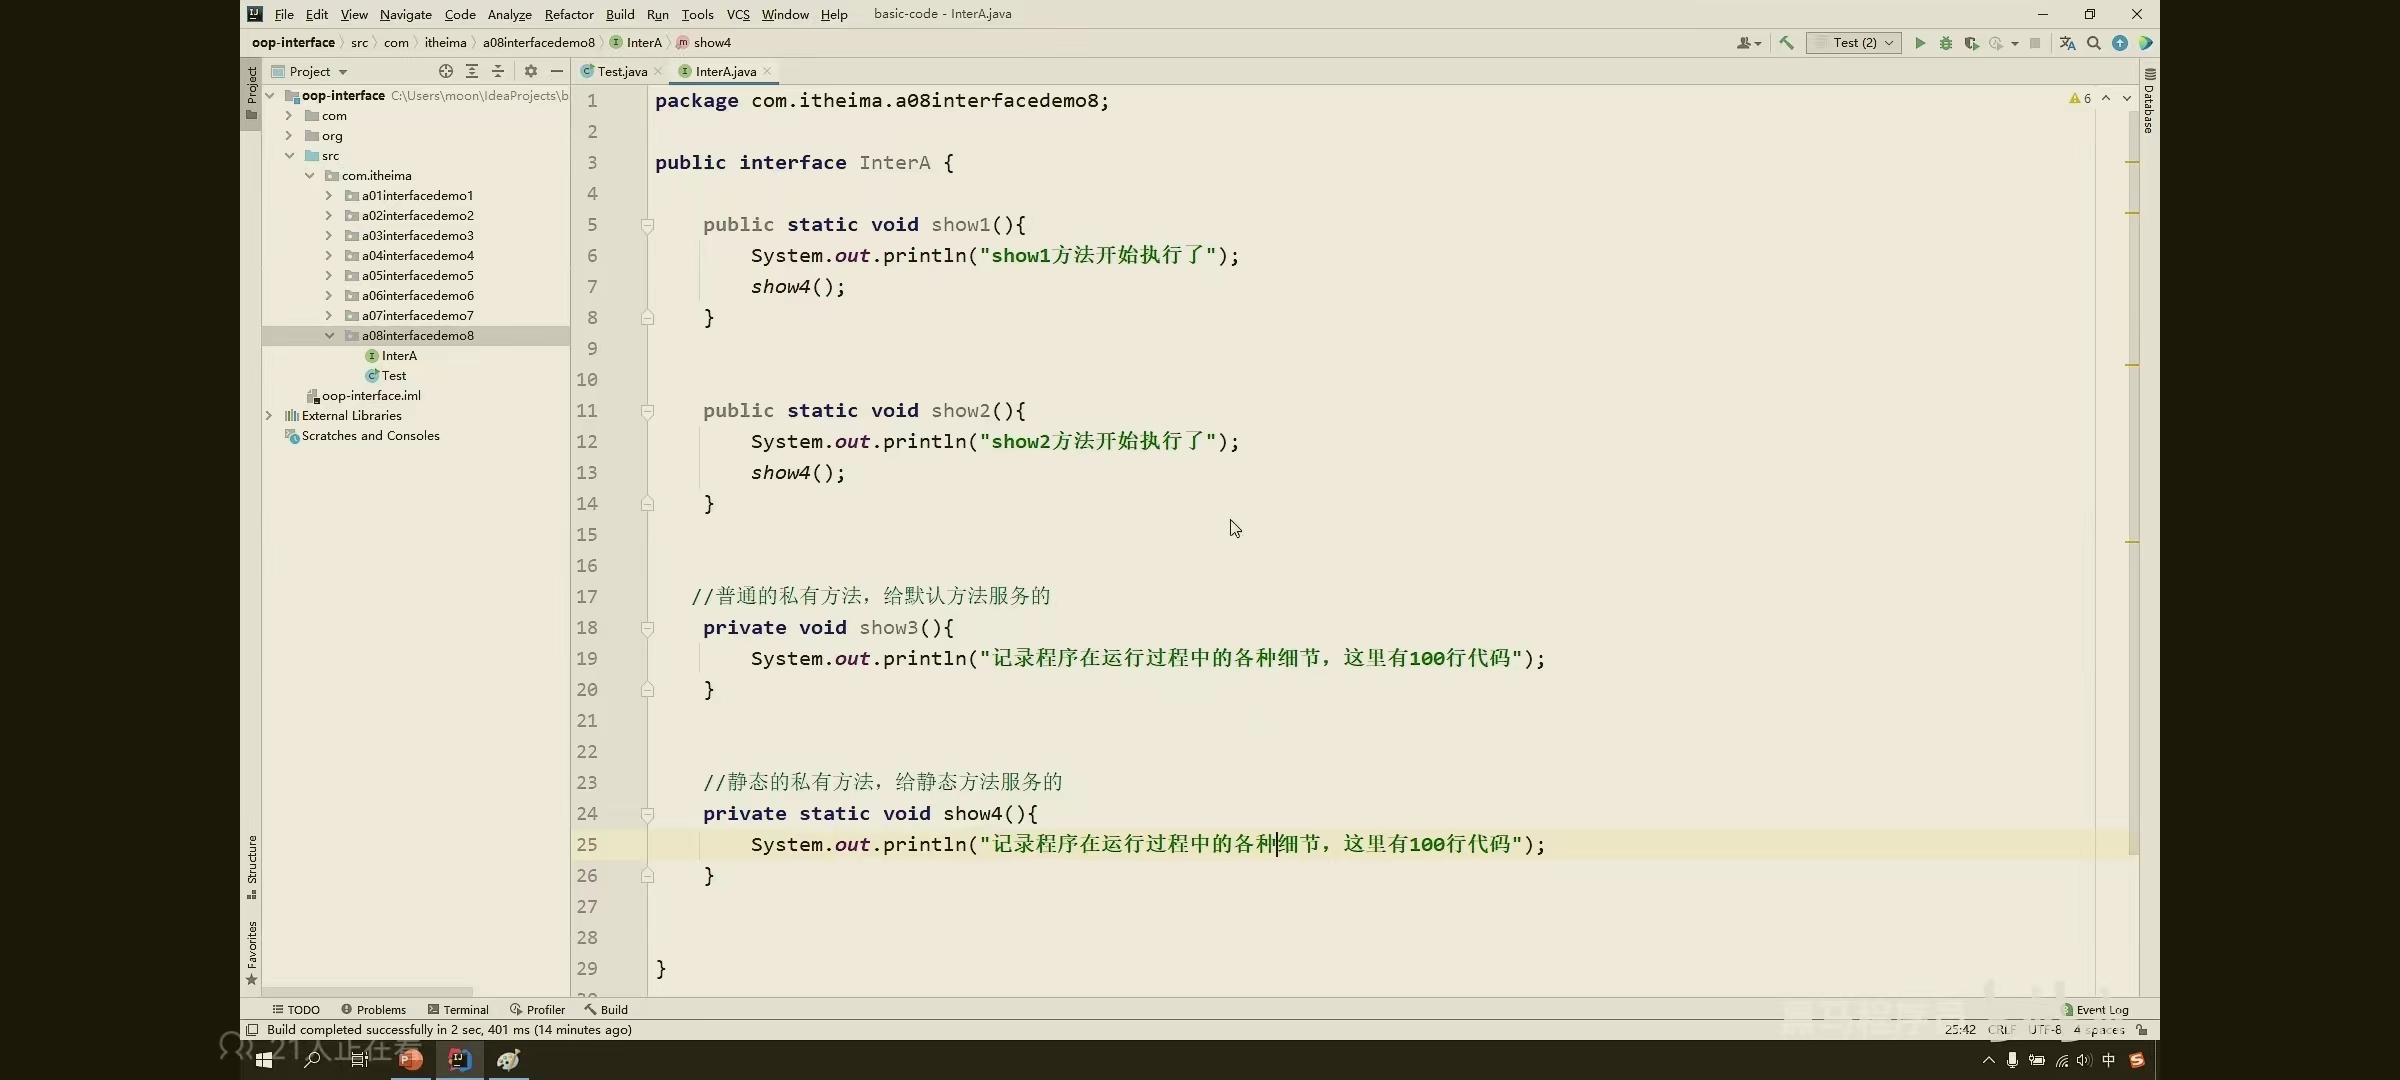 File Edit View Navigate Code Analyze Refactor Build Run Tools VCS Window Help basic-code - InterA.java
oop-interface src com itheima a08interfacedemo8 InterA show4 Test (2)
Project
Test.java InterA.java
oop-interface C:\Users\moon\IdeaProjects\b
com
org
src
com.itheima
a01interfacedemo1
a02interfacedemo2
a03interfacedemo3
a04interfacedemo4
a05interfacedemo5
a06interfacedemo6
a07interfacedemo7
a08interfacedemo8
InterA
Test
oop-interface.iml
External Libraries
Scratches and Consoles
Project
Structure
Favorites
1 package com.itheima.a08interfacedemo8;
2
3 public interface InterA {
4
5 public static void show1(){
6 System.out.println("show1方法开始执行了");
7 show4();
8 }
9
10
11 public static void show2(){
12 System.out.println("show2方法开始执行了");
13 show4();
14 }
15
16
17 //普通的私有方法，给默认方法服务的
18 private void show3(){
19 System.out.println("记录程序在运行过程中的各种细节，这里有100行代码");
20 }
21
22
23 //静态的私有方法，给静态方法服务的
24 private static void show4(){
25 System.out.println("记录程序在运行过程中的各种细节，这里有100行代码");
26 }
27
28
29 }
6
Database
TODO Problems Terminal Profiler Build Event Log
Build completed successfully in 2 sec, 401 ms (14 minutes ago) 25:42 CRLF UTF-8 4 spaces
21人正在看
中